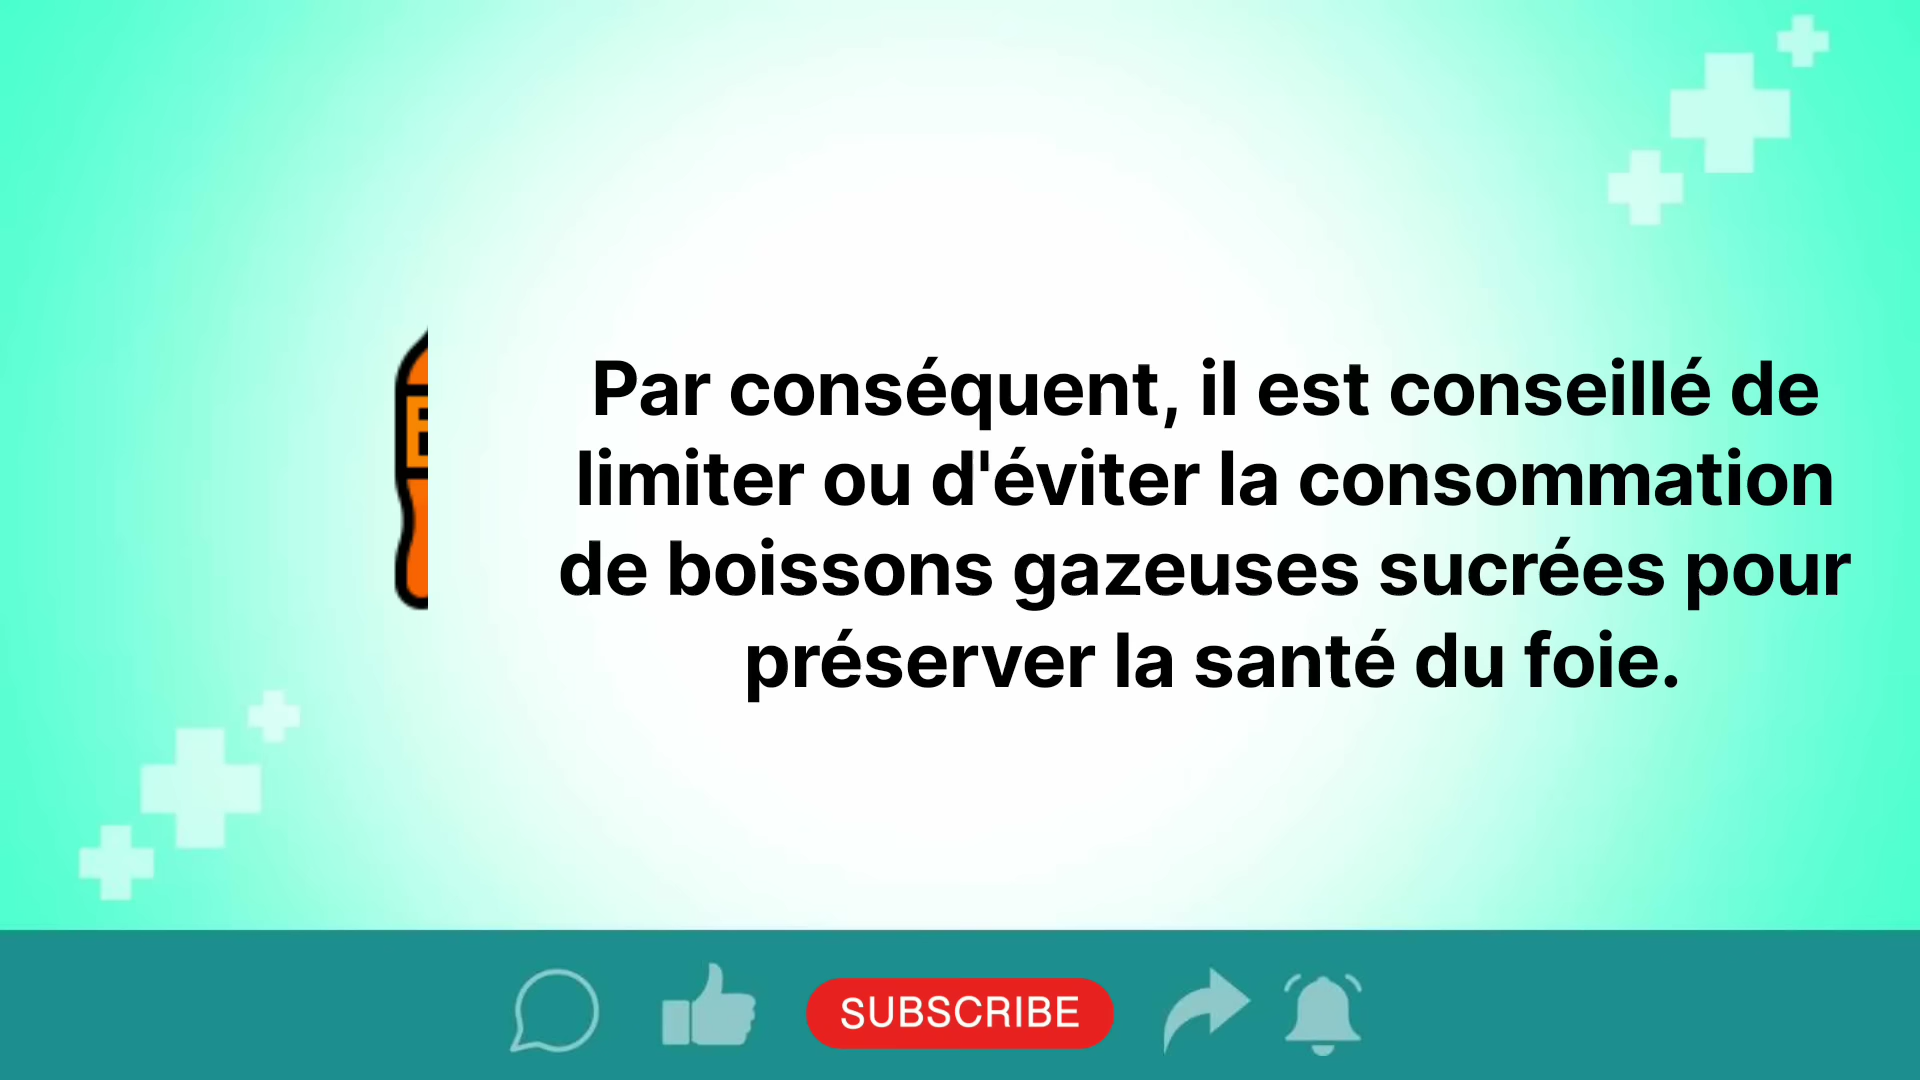 Par conséquent, il est conseillé de
limiter ou d'éviter la consommation
de boissons gazeuses sucrées pour
préserver la santé du foie.
SUBSCRIBE